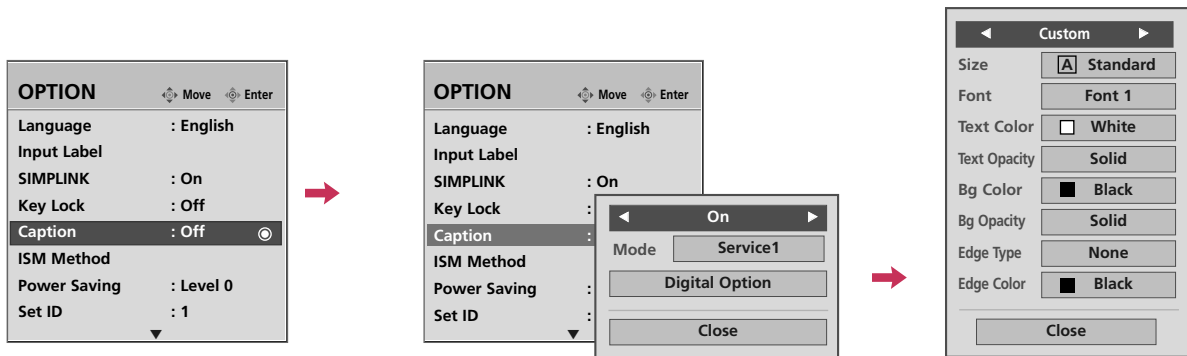 OPTION Move Enter
Language : English
Input Label
SIMPLINK : On
Key Lock : Off
Caption : Off
ISM Method
Power Saving : Level 0
Set ID : 1
OPTION Move Enter
Language : English
Input Label
SIMPLINK : On
Key Lock :
Caption :
ISM Method
Power Saving :
Set ID :
On
Mode Service1
Digital Option
Close
Custom
Size A Standard
Font Font 1
Text Color White
Text Opacity Solid
Bg Color Black
Bg Opacity Solid
Edge Type None
Edge Color Black
Close